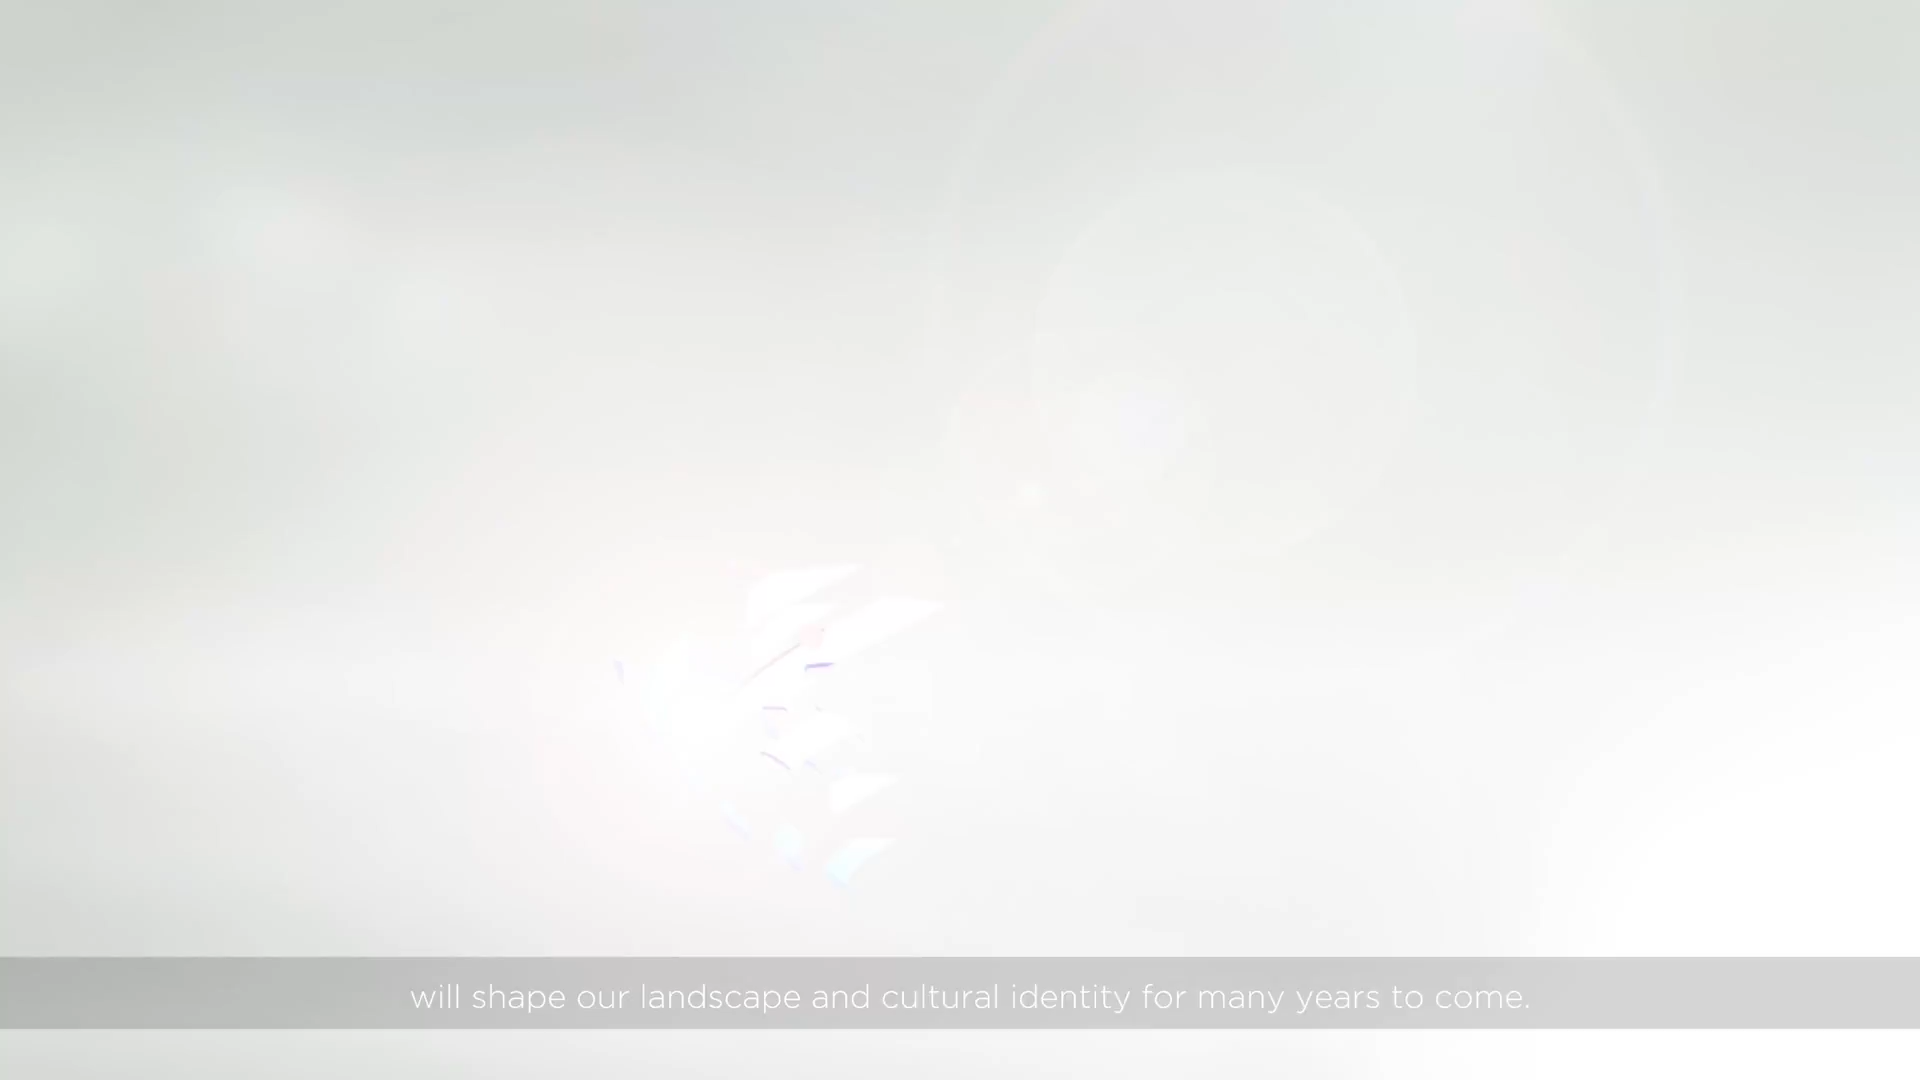 will shape our landscape and cultural identity for many years to come.